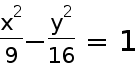 x²/9 − y²/16 = 1